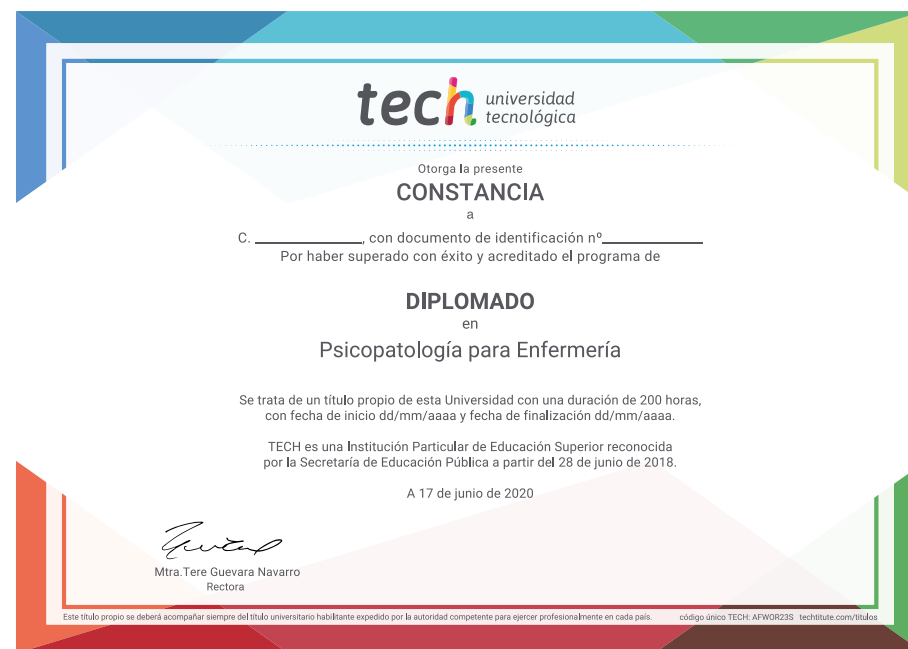 tech universidad
tecnológica
Otorga la presente
CONSTANCIA
a
C. ______________, con documento de identificación nº_____________
Por haber superado con éxito y acreditado el programa de
DIPLOMADO
en
Psicopatología para Enfermería
Se trata de un título propio de esta Universidad con una duración de 200 horas,
con fecha de inicio dd/mm/aaaa y fecha de finalización dd/mm/aaaa.
TECH es una Institución Particular de Educación Superior reconocida
por la Secretaría de Educación Pública a partir del 28 de junio de 2018.
A 17 de junio de 2020
Mtra.Tere Guevara Navarro
Rectora
Este título propio se deberá acompañar siempre del título universitario habilitante expedido por la autoridad competente para ejercer profesionalmente en cada país. código único TECH: AFWOR23S techtitute.com/titulos